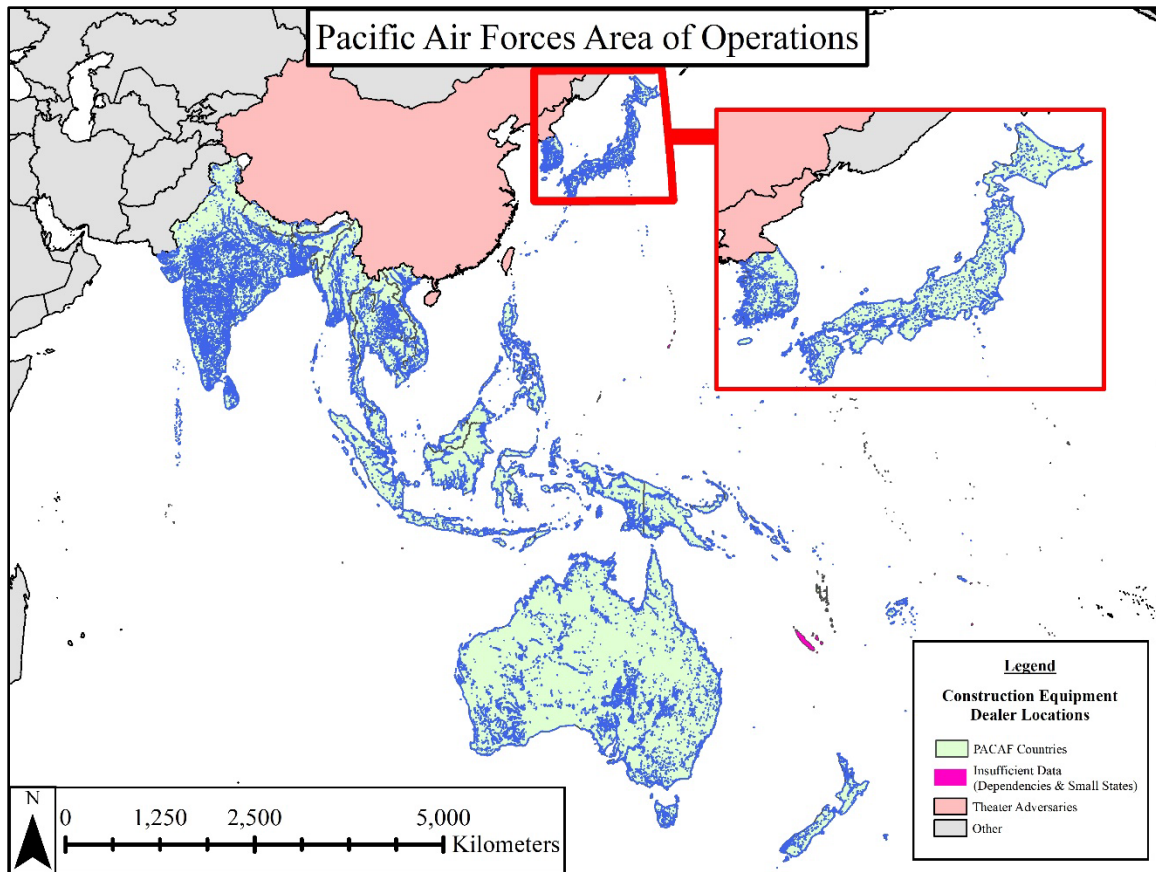 Pacific Air Forces Area of Operations
Legend
Construction Equipment
Dealer Locations
PACAF Countries
Insufficient Data
(Dependencies & Small States)
Theater Adversaries
Other
N
0 1,250 2,500 5,000
Kilometers